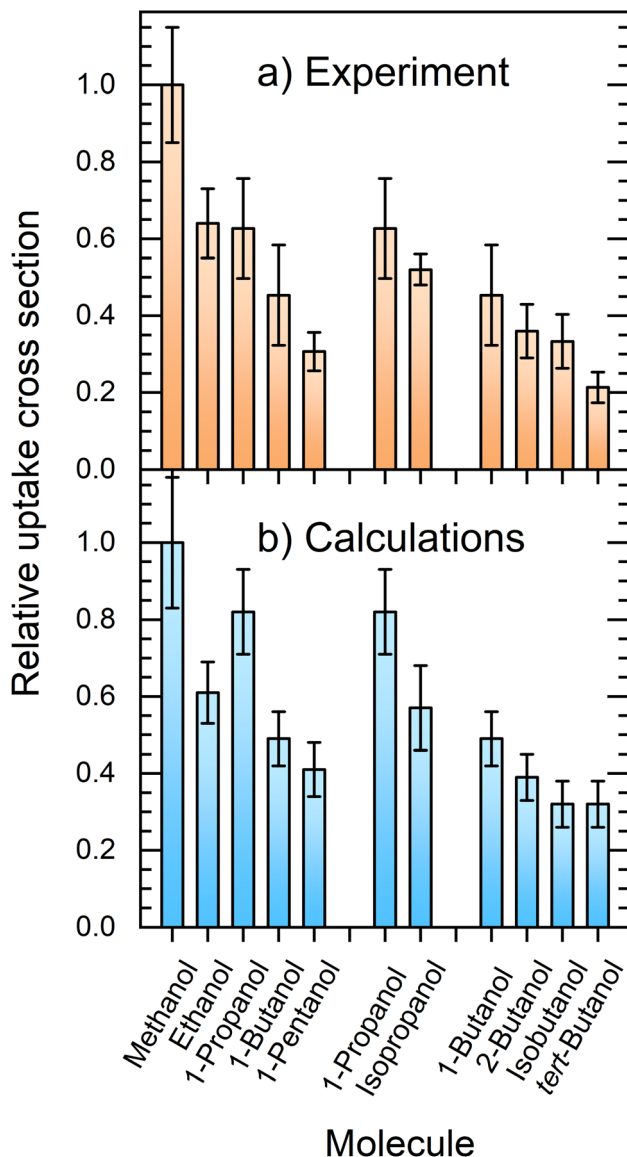 a) Experiment
1.0
0.8
0.6
0.4
0.2
0.0
b) Calculations
1.0
0.8
0.6
0.4
0.2
0.0
Relative uptake cross section
Methanol
Ethanol
1-Propanol
1-Butanol
1-Pentanol
1-Propanol
Isopropanol
1-Butanol
2-Butanol
Isobutanol
tert-Butanol
Molecule